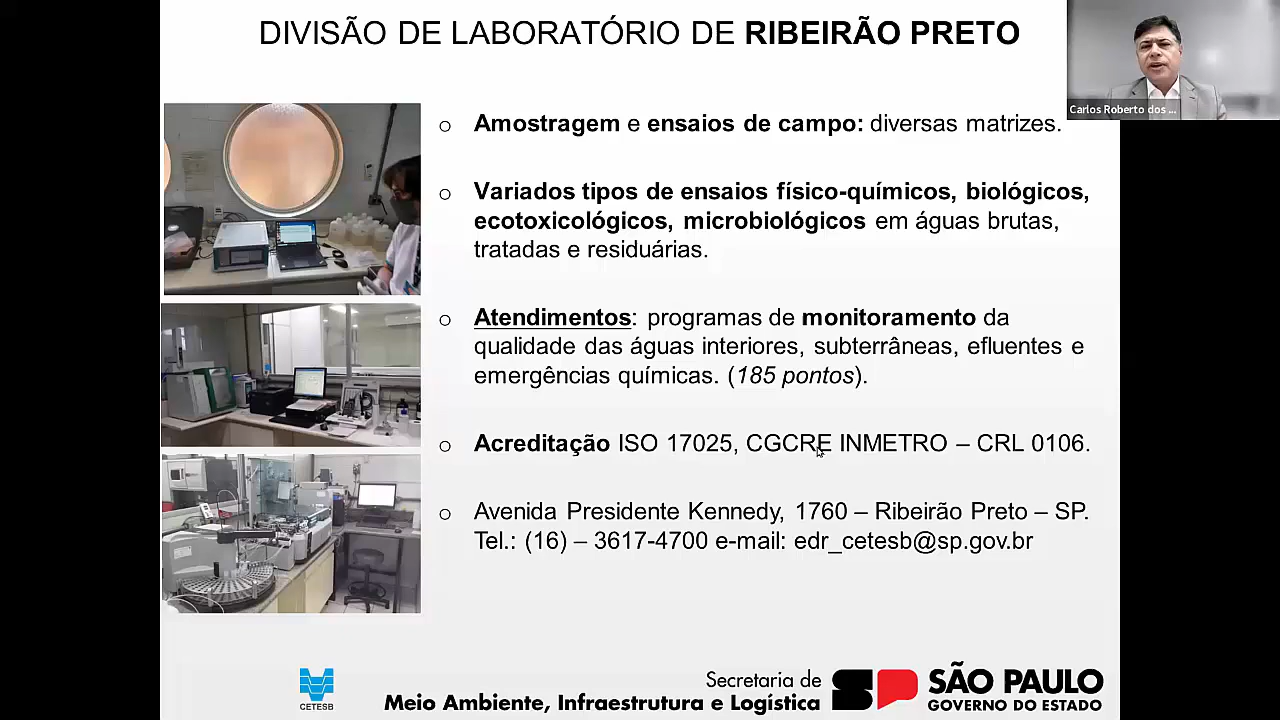 DIVISÃO DE LABORATÓRIO DE RIBEIRÃO PRETO
Carlos Roberto dos ...
o Amostragem e ensaios de campo: diversas matrizes.
o Variados tipos de ensaios físico-químicos, biológicos,
ecotoxicológicos, microbiológicos em águas brutas,
tratadas e residuárias.
o Atendimentos: programas de monitoramento da
qualidade das águas interiores, subterrâneas, efluentes e
emergências químicas. (185 pontos).
o Acreditação ISO 17025, CGCRE INMETRO – CRL 0106.
o Avenida Presidente Kennedy, 1760 – Ribeirão Preto – SP.
Tel.: (16) – 3617-4700 e-mail: edr_cetesb@sp.gov.br
CETESB
Secretaria de
Meio Ambiente, Infraestrutura e Logística
SP
SÃO PAULO
GOVERNO DO ESTADO